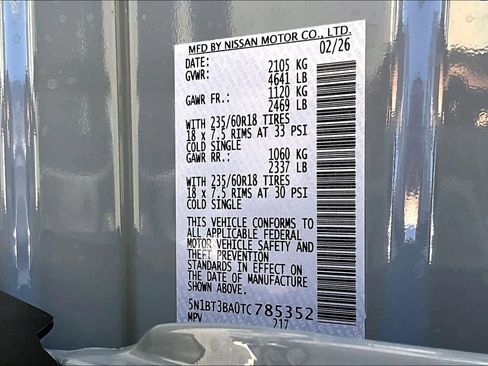 MFD BY NISSAN MOTOR CO., LTD.
DATE: 02/26
GVWR: 2105 KG
4641 LB
GAWR FR.: 1120 KG
2469 LB
WITH 235/60R18 TIRES
18 x 7.5 RIMS AT 33 PSI
COLD SINGLE
GAWR RR.: 1060 KG
2337 LB
WITH 235/60R18 TIRES
18 x 7.5 RIMS AT 30 PSI
COLD SINGLE
THIS VEHICLE CONFORMS TO
ALL APPLICABLE FEDERAL
MOTOR VEHICLE SAFETY AND
THEFT PREVENTION
STANDARDS IN EFFECT ON
THE DATE OF MANUFACTURE
SHOWN ABOVE.
5N1BT3BA0TC785352
MPV 217